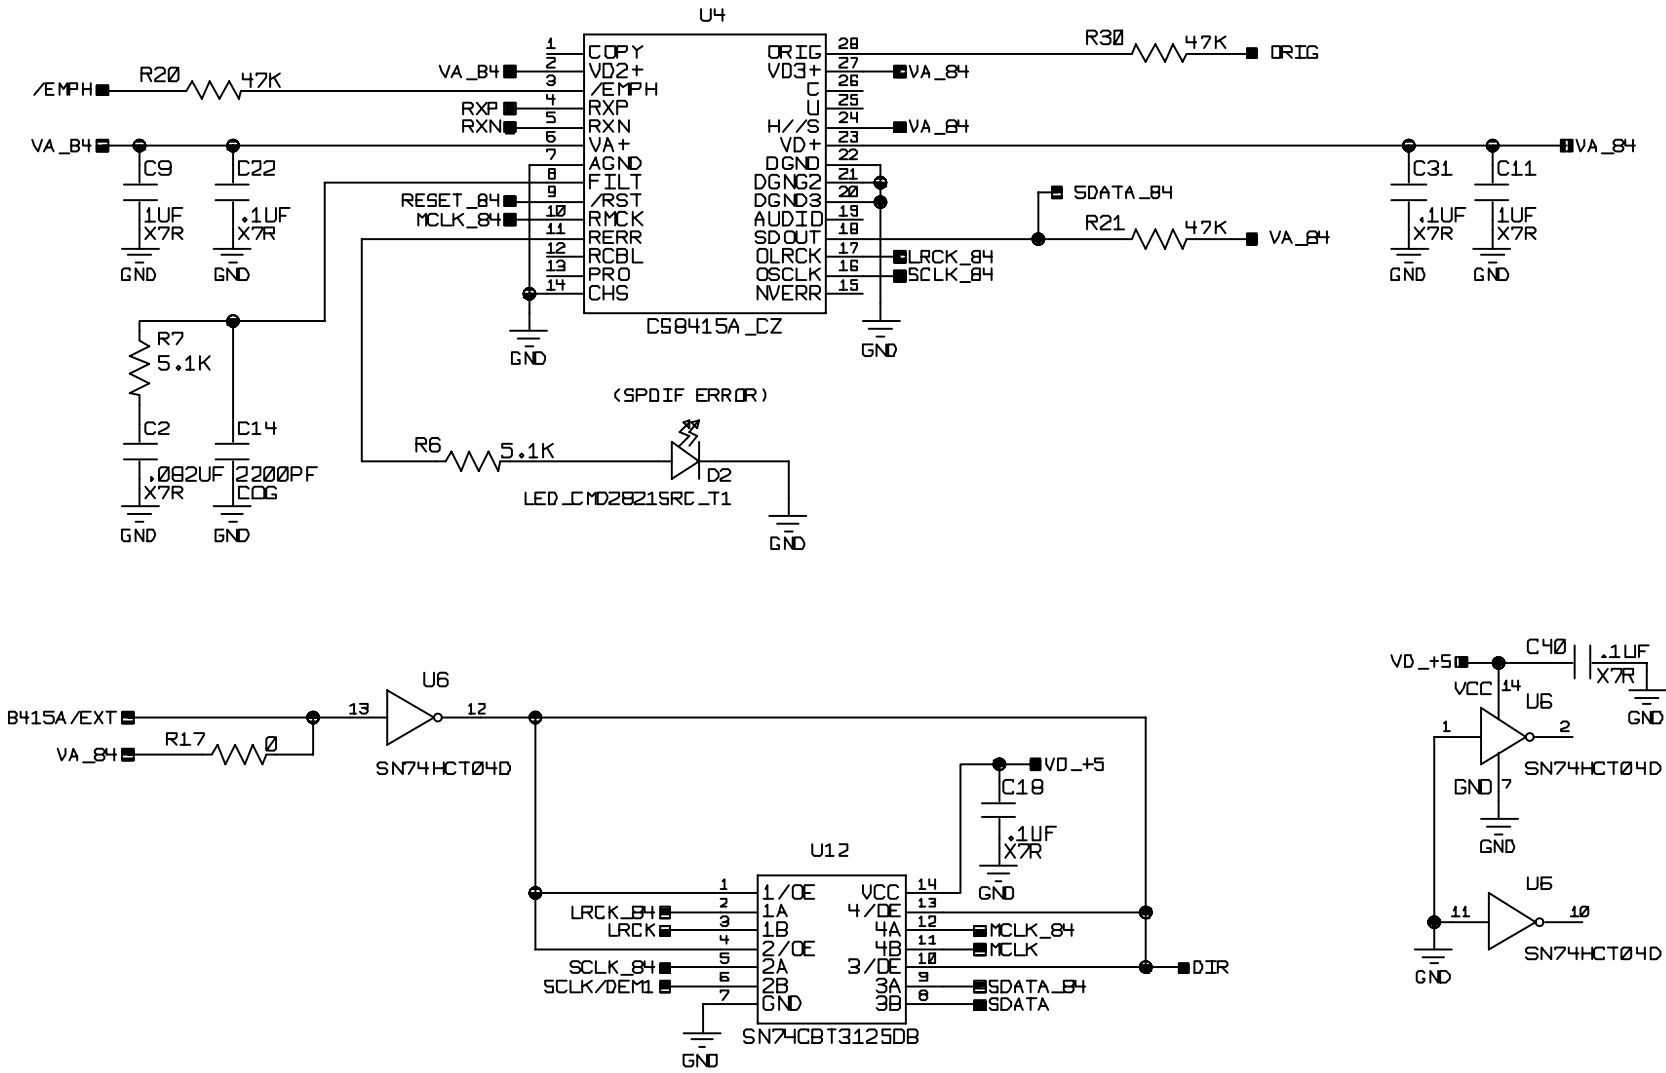 U4
1 COPY ORIG 28 R30 47K ORIG
VA_84 2 VD2+ VD3+ 27 VA_84
/EMPH R20 47K 3 /EMPH C 26
RXP 4 RXP U 25
RXN 5 RXN H//S 24 VA_84
VA_84 6 VA+ VD+ 23 VA_84
7 AGND DGND 22
C9 C22 C31 C11
8 FILT DGNG2 21
RESET_84 9 /RST DGND3 20 SDATA_84
1UF .1UF .1UF 1UF
X7R X7R X7R X7R
MCLK_84 10 RMCK AUDIO 19
11 RERR SDOUT 18 R21 47K VA_84
12 RCBL OLRCK 17 LRCK_84
GND GND GND GND
13 PRO OSCLK 16 SCLK_84
14 CHS NVERR 15
CS8415A_CZ
GND GND
R7
5.1K
(SPDIF ERROR)
C2 C14
R6 5.1K
D2
.082UF 2200PF
X7R COG
LED_CMD2821SRC_T1
GND GND
GND
VD_+5 C40 .1UF
X7R
GND
VCC 14
U6
1 2
SN74HCT04D
GND 7
GND
U6
8415A/EXT 13 12
VA_84 R17 0
SN74HCT04D
VD_+5
C18
.1UF
X7R
GND
U12
1 1/OE VCC 14
LRCK_84 2 1A 4/OE 13
LRCK 3 1B 4A 12 MCLK_84
4 2/OE 4B 11 MCLK
SCLK_84 5 2A 3/OE 10 DIR
SCLK/DEM1 6 2B 3A 9 SDATA_84
7 GND 3B 8 SDATA
SN74CBT3125DB
GND
U6
11 10
SN74HCT04D
GND